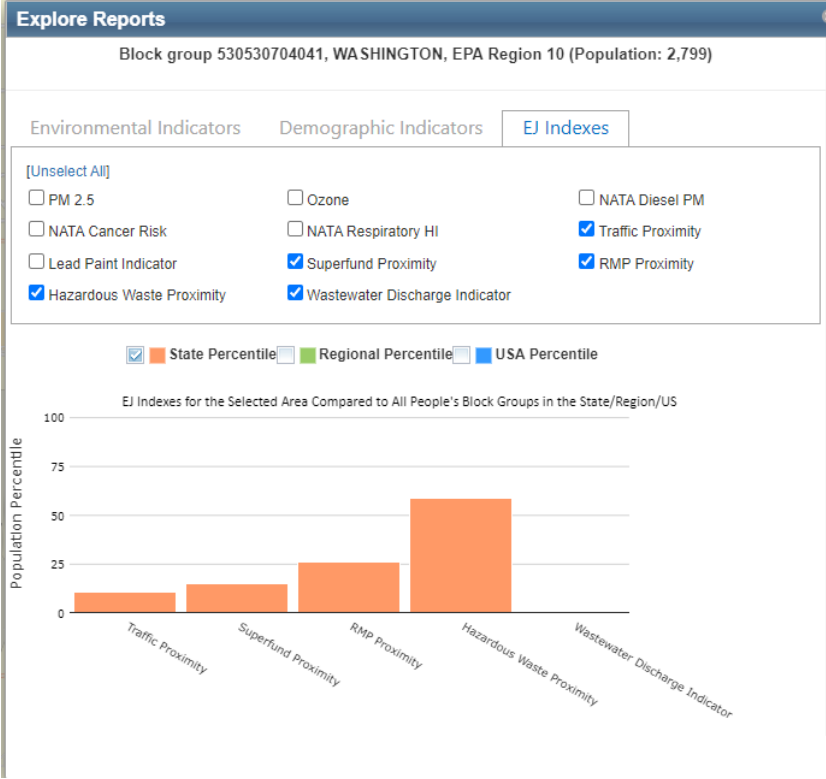 Explore Reports
Block group 530530704041, WASHINGTON, EPA Region 10 (Population: 2,799)
Environmental Indicators Demographic Indicators EJ Indexes
[Unselect All]
PM 2.5 Ozone NATA Diesel PM
NATA Cancer Risk NATA Respiratory HI Traffic Proximity
Lead Paint Indicator Superfund Proximity RMP Proximity
Hazardous Waste Proximity Wastewater Discharge Indicator
State Percentile Regional Percentile USA Percentile
EJ Indexes for the Selected Area Compared to All People's Block Groups in the State/Region/US
Population Percentile
100
75
50
25
0
Traffic Proximity
Superfund Proximity
RMP Proximity
Hazardous Waste Proximity
Wastewater Discharge Indicator